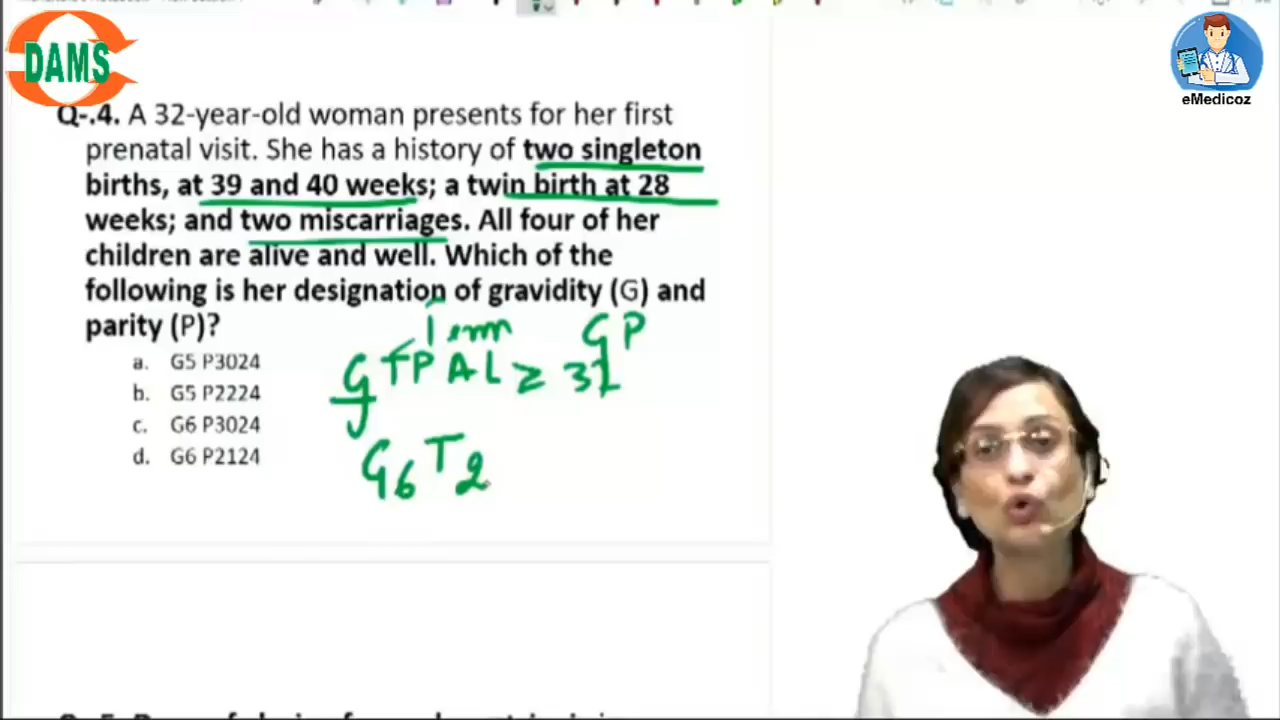 DAMS
eMedicoz
Q-.4. A 32-year-old woman presents for her first
prenatal visit. She has a history of two singleton
births, at 39 and 40 weeks; a twin birth at 28
weeks; and two miscarriages. All four of her
children are alive and well. Which of the
following is her designation of gravidity (G) and
parity (P)?
a. G5 P3024
b. G5 P2224
c. G6 P3024
d. G6 P2124
Term
G P
G TPAL ≥ 37
G6 T2